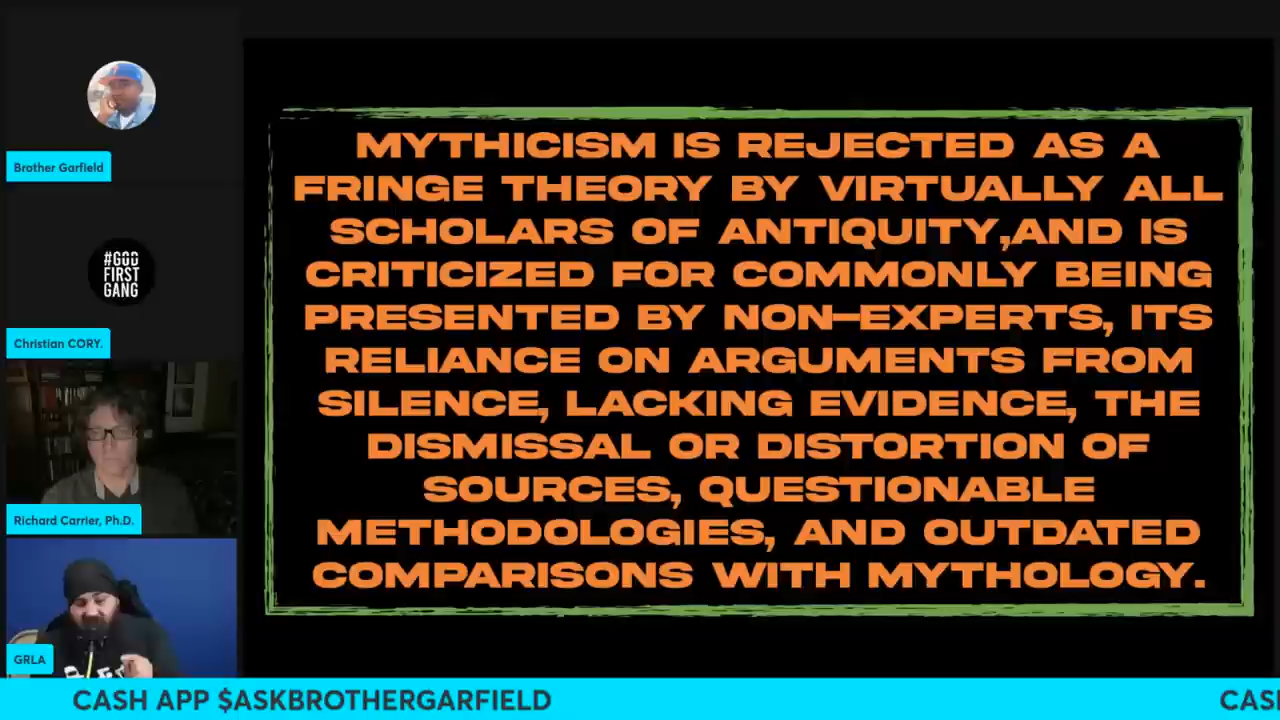 Brother Garfield
#GOD
FIRST
GANG
Christian CORY.
Richard Carrier, Ph.D.
GRLA
MYTHICISM IS REJECTED AS A
FRINGE THEORY BY VIRTUALLY ALL
SCHOLARS OF ANTIQUITY,AND IS
CRITICIZED FOR COMMONLY BEING
PRESENTED BY NON–EXPERTS, ITS
RELIANCE ON ARGUMENTS FROM
SILENCE, LACKING EVIDENCE, THE
DISMISSAL OR DISTORTION OF
SOURCES, QUESTIONABLE
METHODOLOGIES, AND OUTDATED
COMPARISONS WITH MYTHOLOGY.
CASH APP $ASKBROTHERGARFIELD